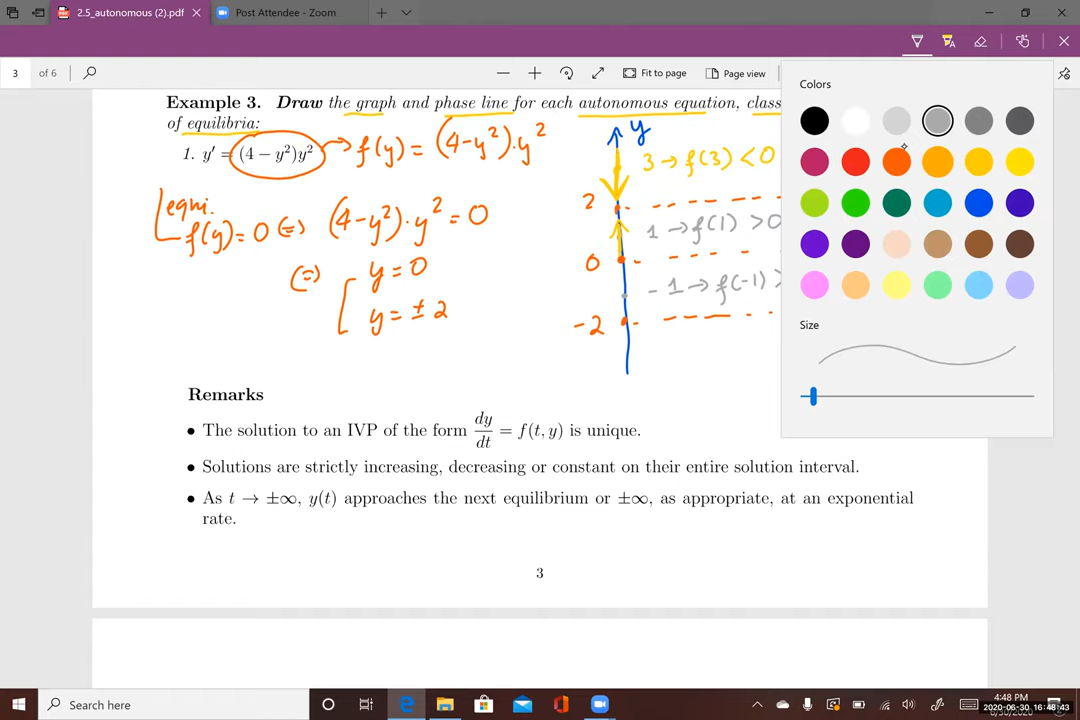 2.5_autonomous (2).pdf
Post Attendee - Zoom
3 of 6
Fit to page
Page view
Example 3. Draw the graph and phase line for each autonomous equation, class
of equilibria:
1. y′ = (4 − y²)y² → f(y) = (4-y²)·y²
equi.
f(y) = 0 (=) (4-y²)·y² = 0
(=) y = 0
y = ± 2
y
3 → f(3) < 0
2
1 → f(1) > 0
0
-1 → f(-1) >
-2
Colors
Size
Remarks
• The solution to an IVP of the form dy/dt = f(t, y) is unique.
• Solutions are strictly increasing, decreasing or constant on their entire solution interval.
• As t → ±∞, y(t) approaches the next equilibrium or ±∞, as appropriate, at an exponential
rate.
3
Search here
4:48 PM
2020-06-30 16:48:43